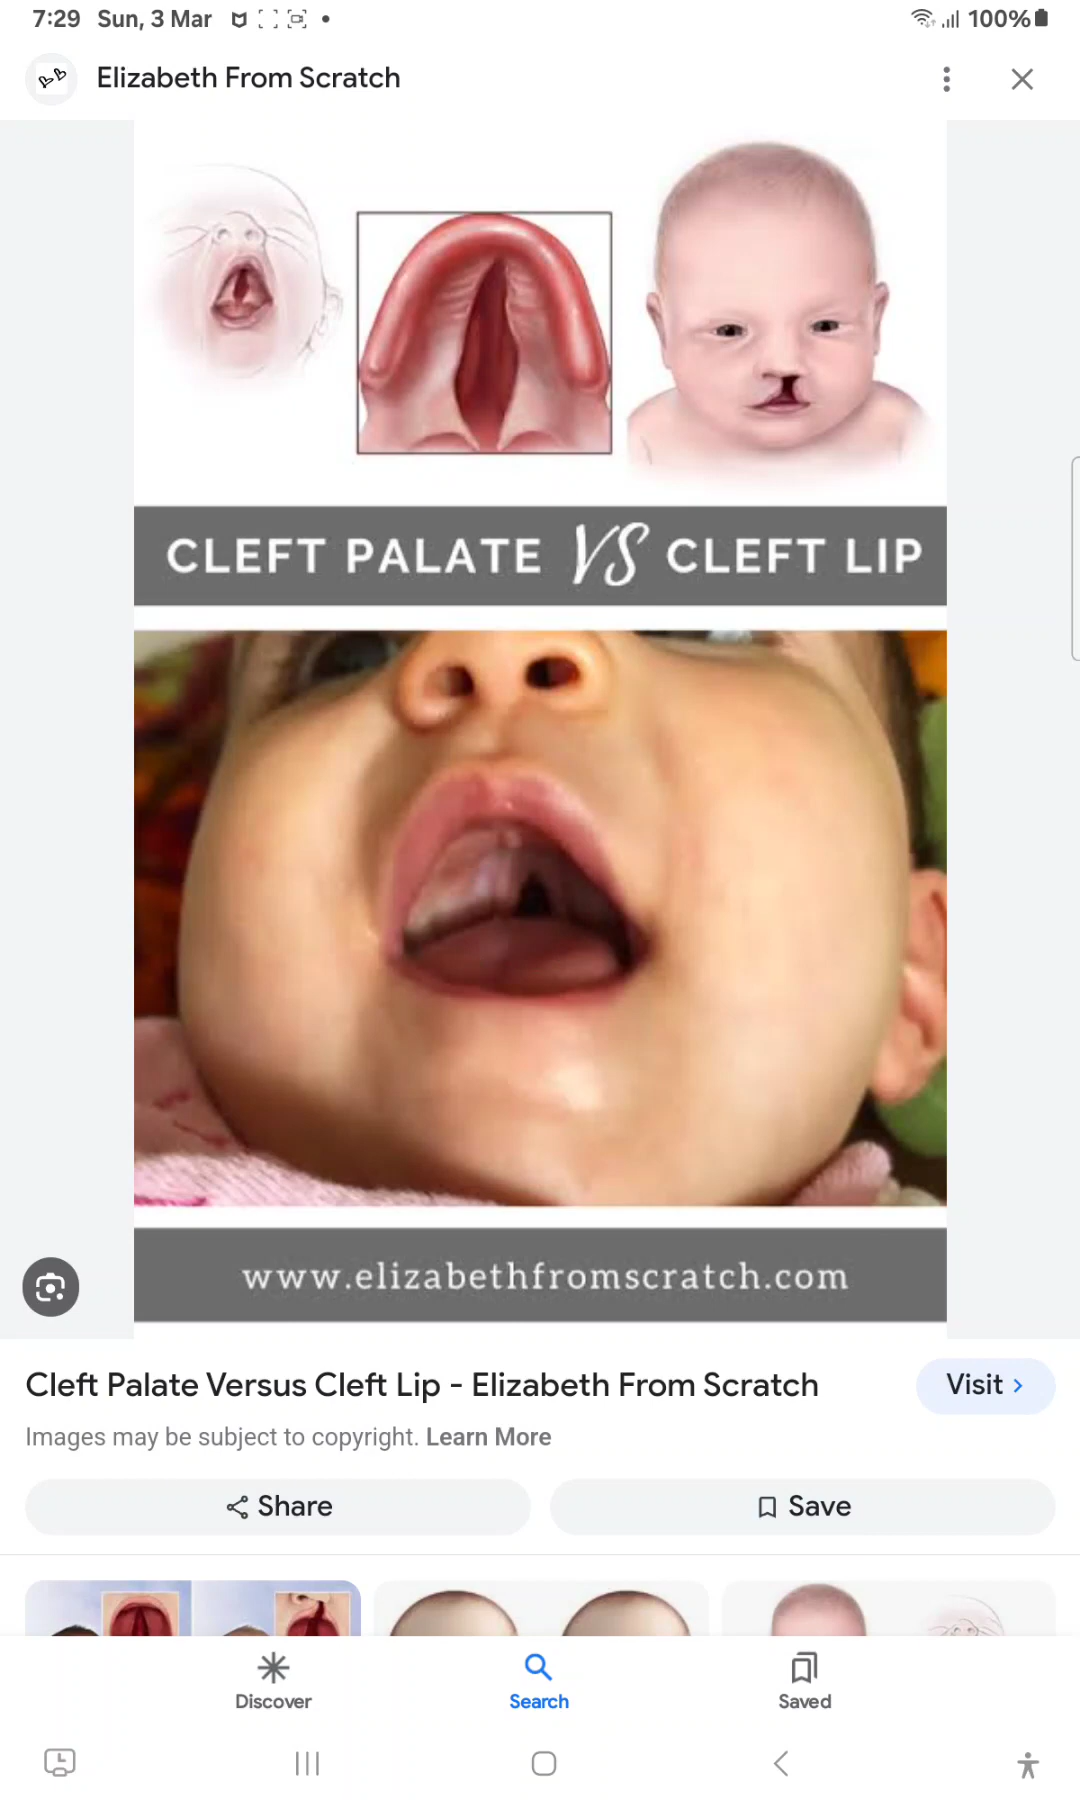 7:29 Sun, 3 Mar
100%
Elizabeth From Scratch
CLEFT PALATE VS CLEFT LIP
www.elizabethfromscratch.com
Cleft Palate Versus Cleft Lip - Elizabeth From Scratch
Visit
Images may be subject to copyright. Learn More
Share
Save
Discover
Search
Saved